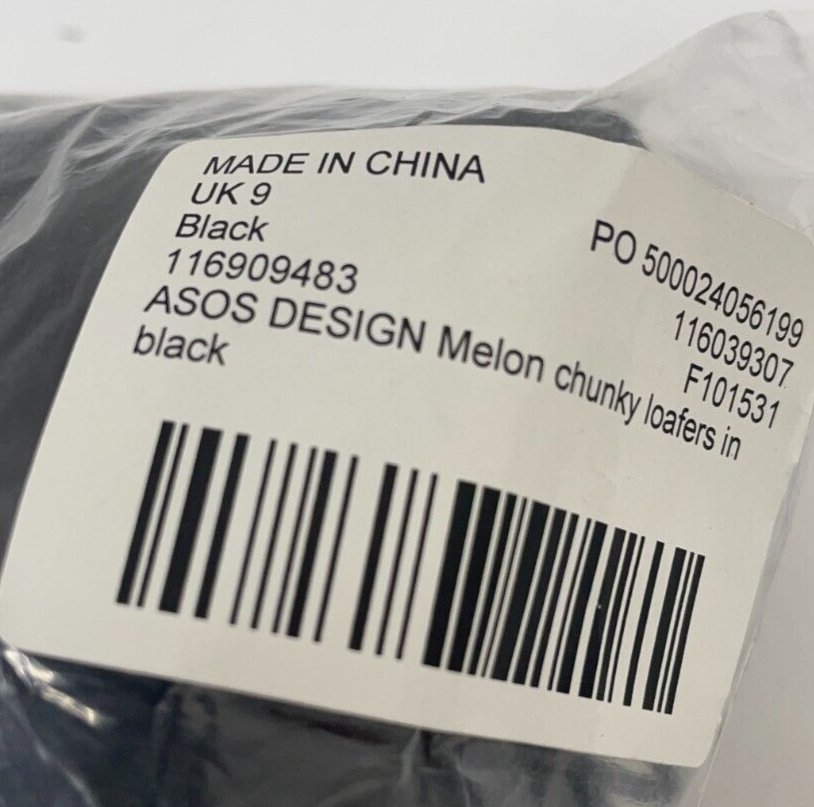 MADE IN CHINA
UK 9
Black
116909483
ASOS DESIGN Melon chunky loafers in
black
PO 500024056199
116039307
F101531